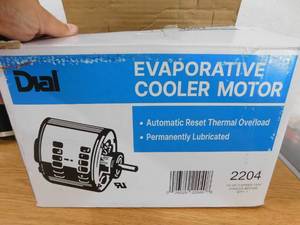 Dial
EVAPORATIVE
COOLER MOTOR
• Automatic Reset Thermal Overload
• Permanently Lubricated
2204